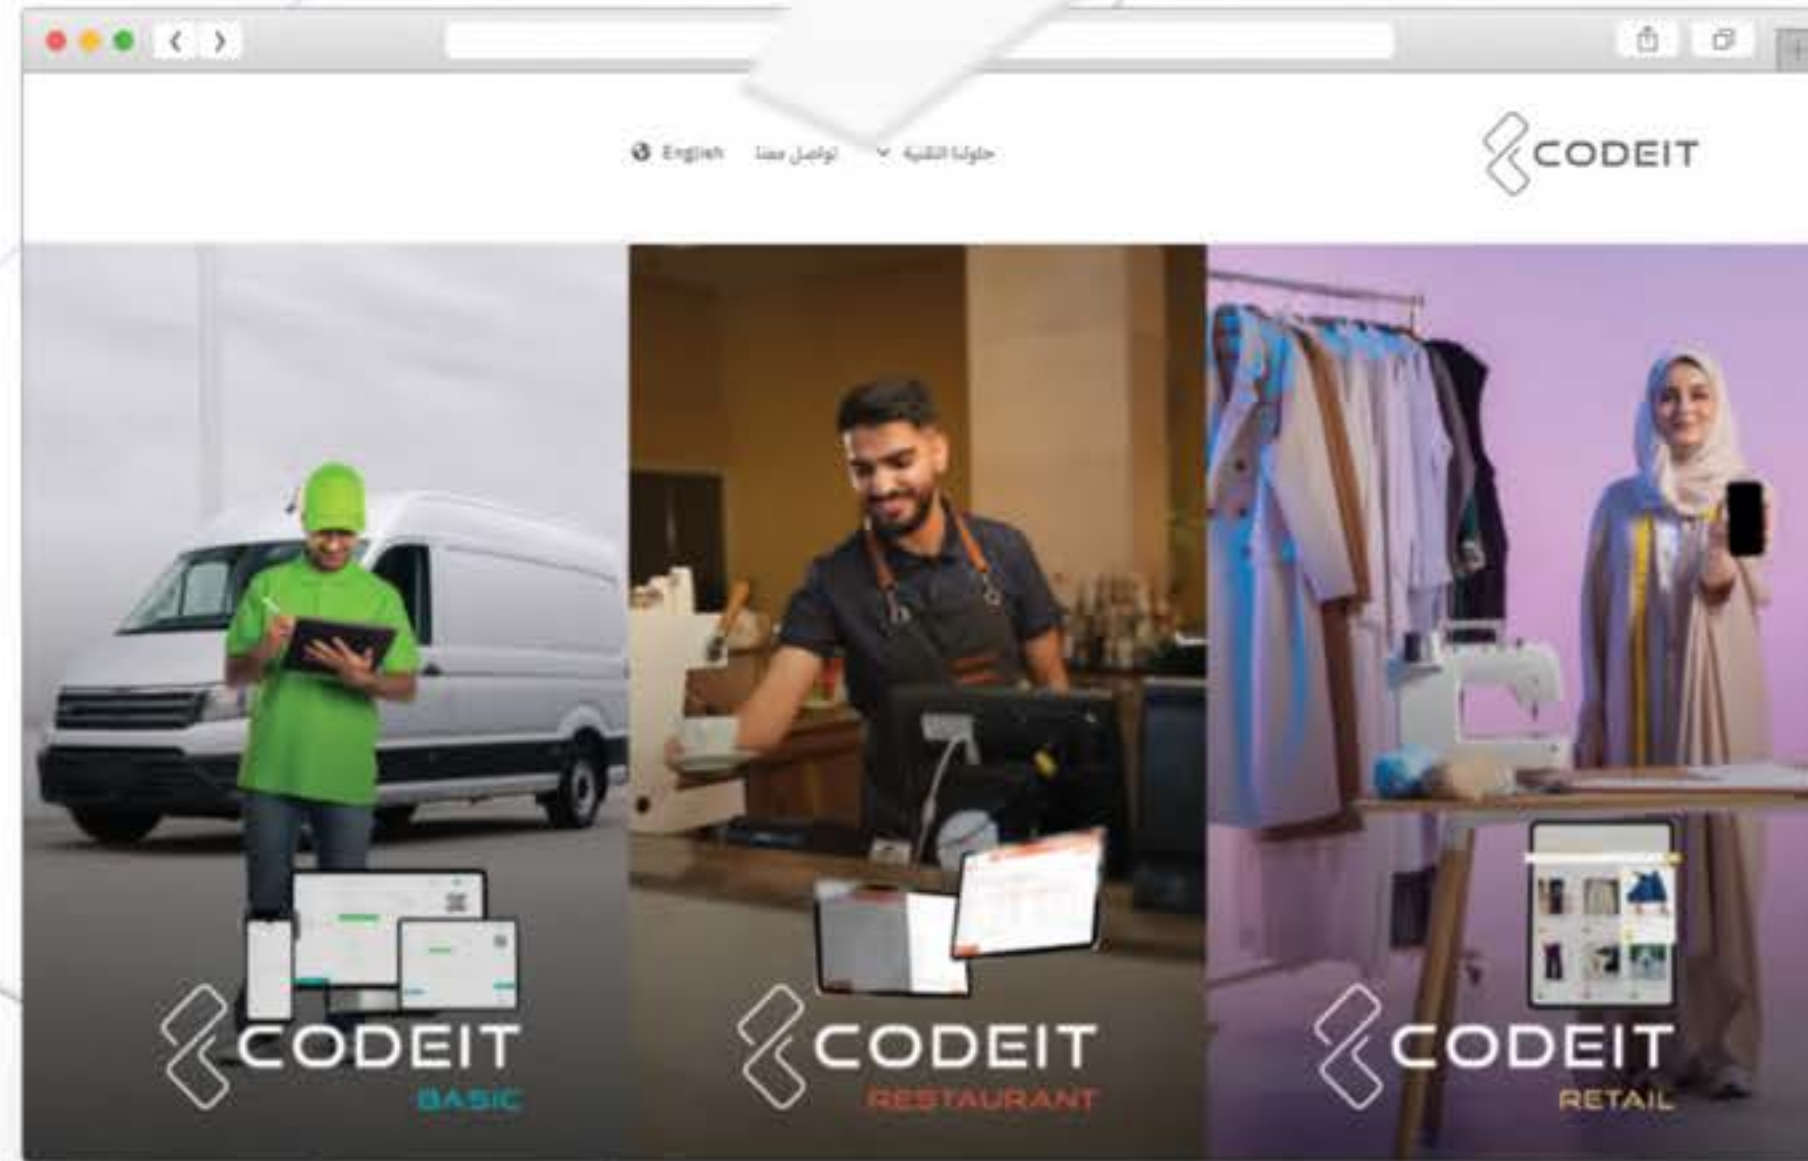 CODEIT
حلولنا التقنية
تواصل معنا
English
CODEIT
BASIC
CODEIT
RESTAURANT
CODEIT
RETAIL